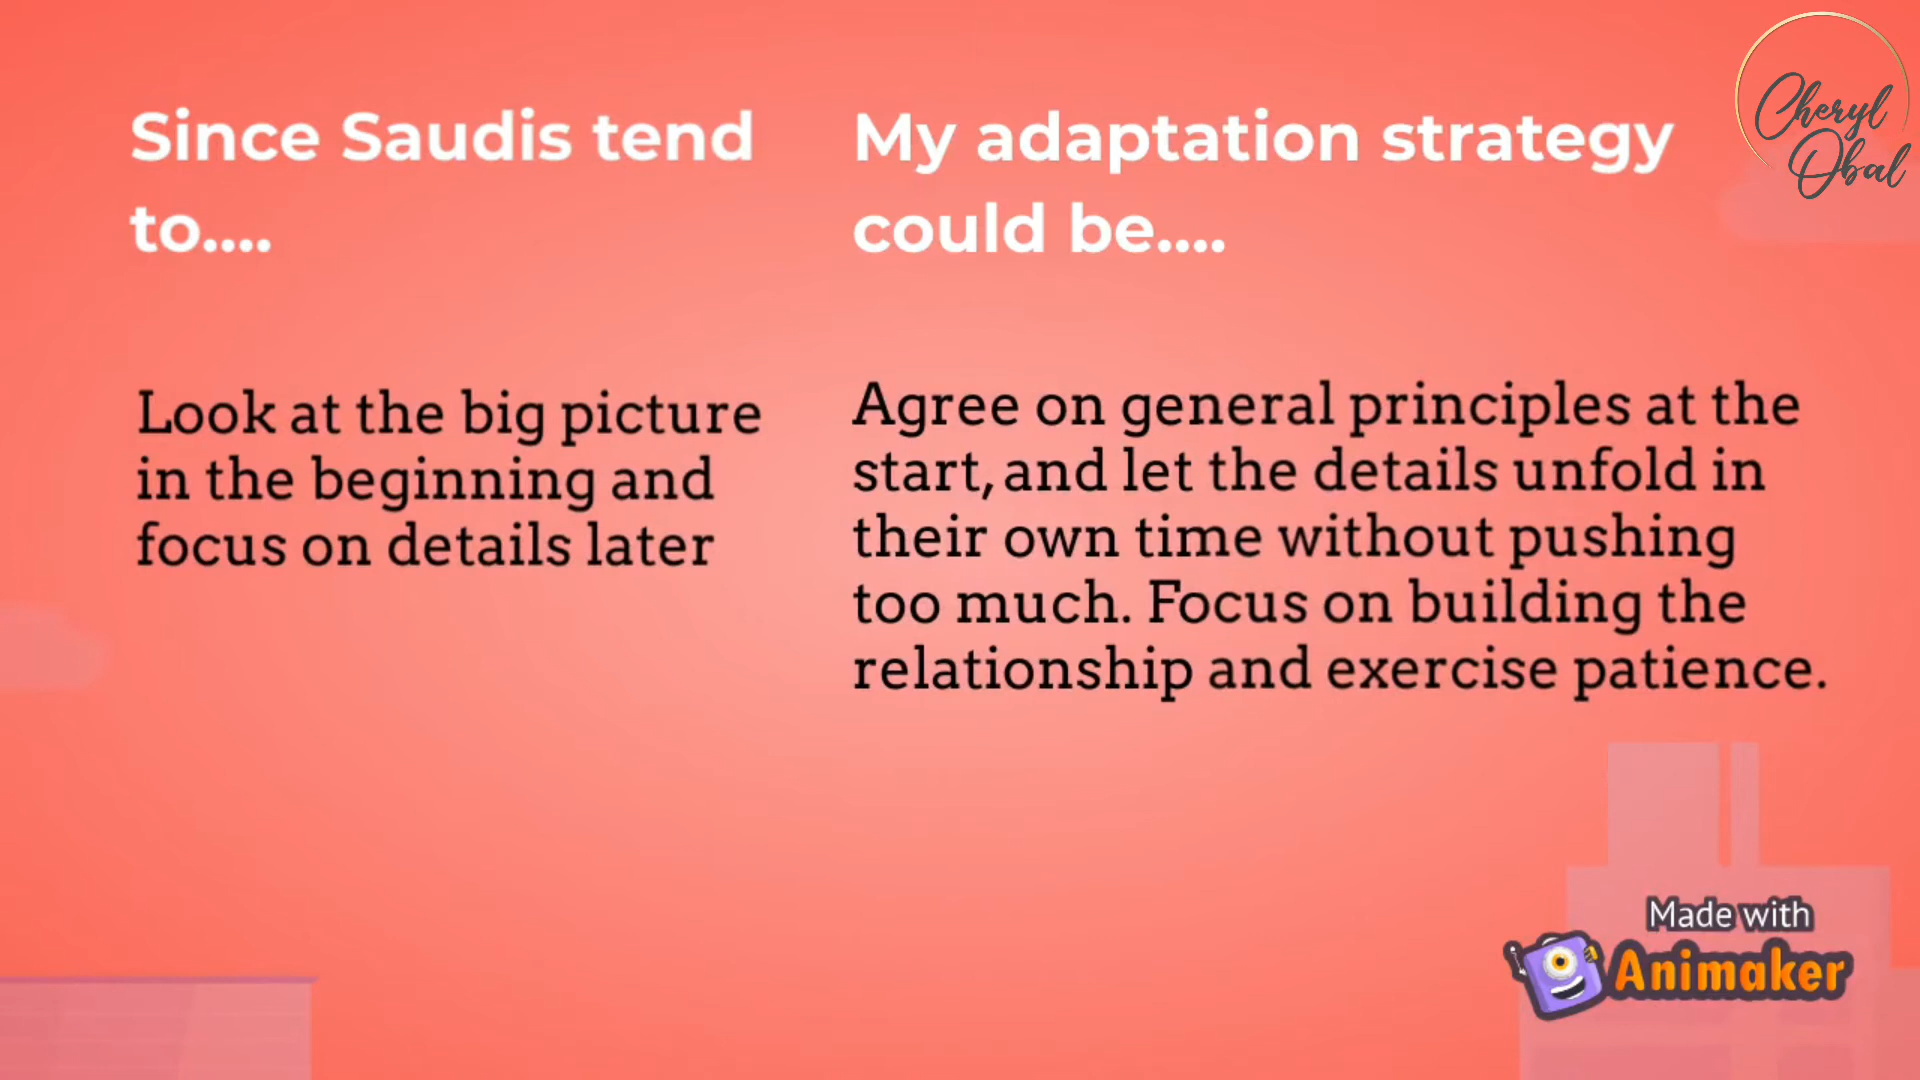 Since Saudis tend
to....
My adaptation strategy
could be....
Look at the big picture
in the beginning and
focus on details later
Agree on general principles at the
start, and let the details unfold in
their own time without pushing
too much. Focus on building the
relationship and exercise patience.
Cheryl
Obal
Made with
Animaker